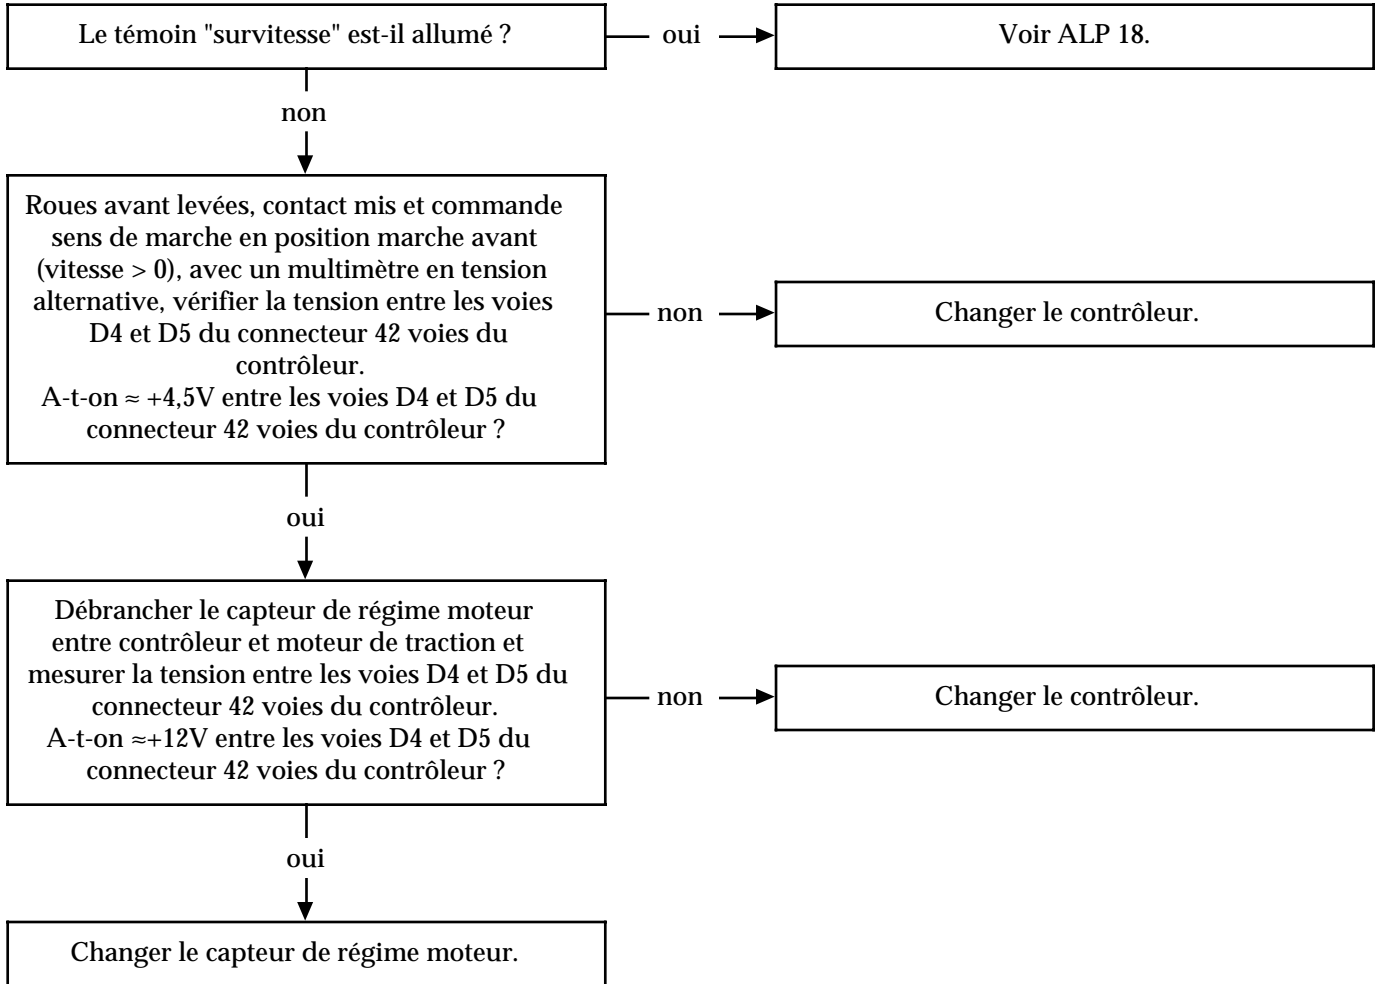 Le témoin "survitesse" est-il allumé ?
oui
Voir ALP 18.
non
Roues avant levées, contact mis et commande
sens de marche en position marche avant
(vitesse > 0), avec un multimètre en tension
alternative, vérifier la tension entre les voies
D4 et D5 du connecteur 42 voies du
contrôleur.
A-t-on ≈ +4,5V entre les voies D4 et D5 du
connecteur 42 voies du contrôleur ?
non
Changer le contrôleur.
oui
Débrancher le capteur de régime moteur
entre contrôleur et moteur de traction et
mesurer la tension entre les voies D4 et D5 du
connecteur 42 voies du contrôleur.
A-t-on ≈+12V entre les voies D4 et D5 du
connecteur 42 voies du contrôleur ?
non
Changer le contrôleur.
oui
Changer le capteur de régime moteur.